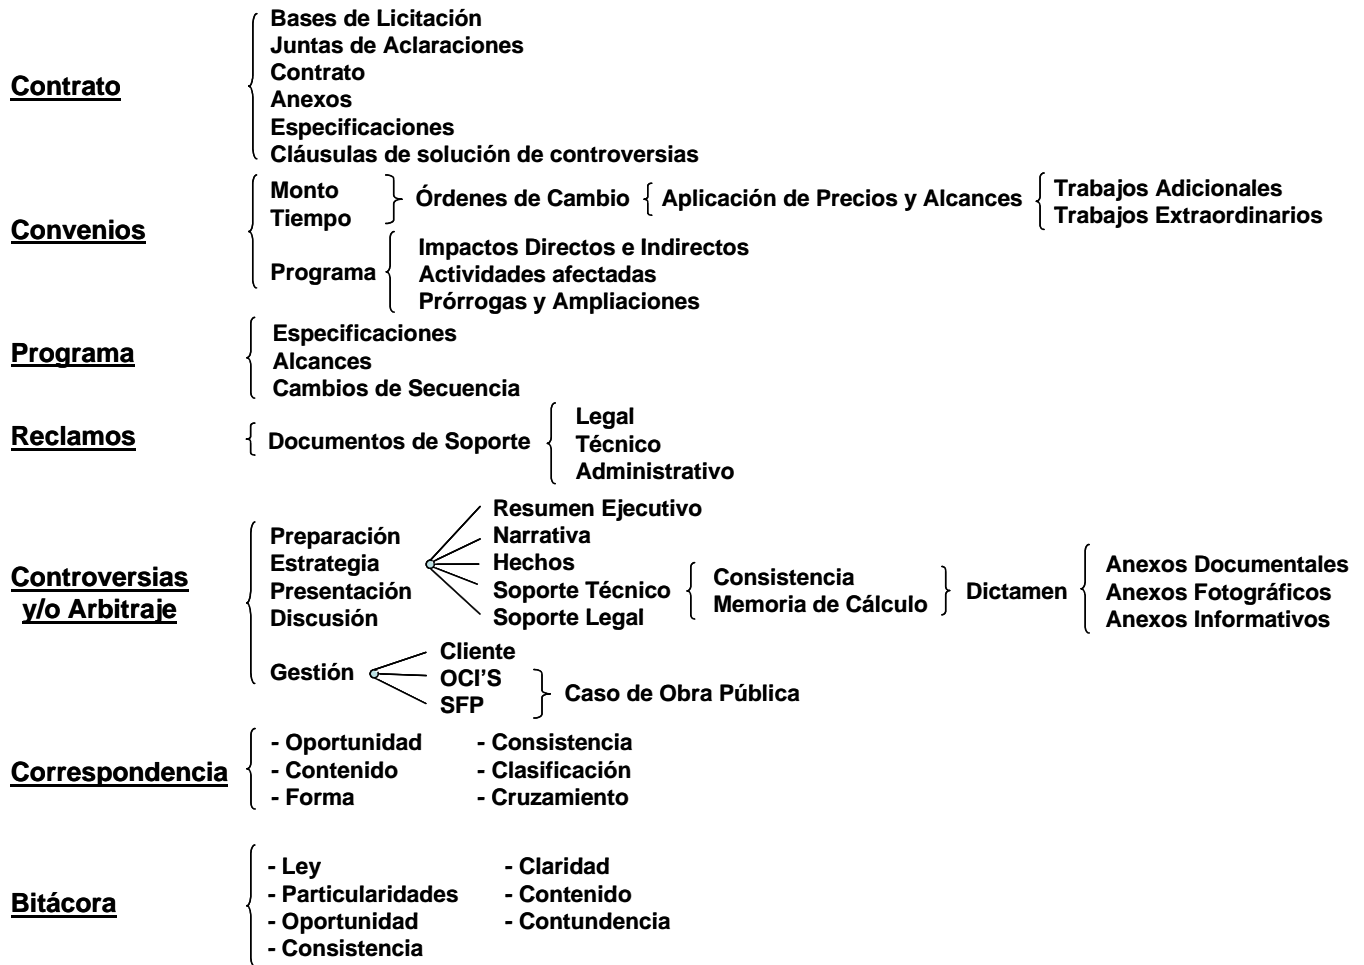 Contrato
Bases de Licitación
Juntas de Aclaraciones
Contrato
Anexos
Especificaciones
Cláusulas de solución de controversias
Convenios
Monto
Tiempo
Órdenes de Cambio
Aplicación de Precios y Alcances
Trabajos Adicionales
Trabajos Extraordinarios
Programa
Impactos Directos e Indirectos
Actividades afectadas
Prórrogas y Ampliaciones
Programa
Especificaciones
Alcances
Cambios de Secuencia
Reclamos
Documentos de Soporte
Legal
Técnico
Administrativo
Controversias
y/o Arbitraje
Preparación
Estrategia
Presentación
Discusión
Resumen Ejecutivo
Narrativa
Hechos
Soporte Técnico
Soporte Legal
Consistencia
Memoria de Cálculo
Dictamen
Anexos Documentales
Anexos Fotográficos
Anexos Informativos
Gestión
Cliente
OCI'S
SFP
Caso de Obra Pública
Correspondencia
- Oportunidad
- Contenido
- Forma
- Consistencia
- Clasificación
- Cruzamiento
Bitácora
- Ley
- Particularidades
- Oportunidad
- Consistencia
- Claridad
- Contenido
- Contundencia